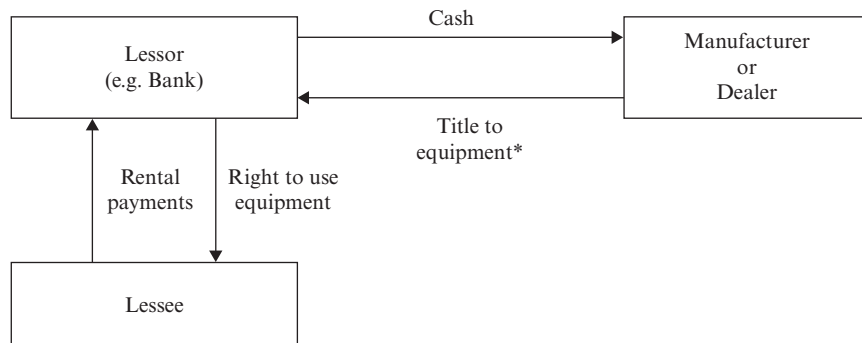 Cash
Lessor
(e.g. Bank)
Manufacturer
or
Dealer
Title to
equipment*
Rental
payments
Right to use
equipment
Lessee